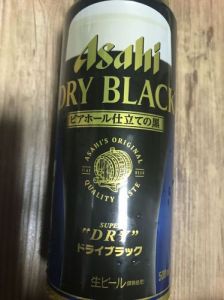 Asahi
DRY BLACK
ビアホール仕立ての黒
ASAHI'S ORIGINAL
QUALITY TASTE
SUPER
"DRY"
ドライブラック
生ビール